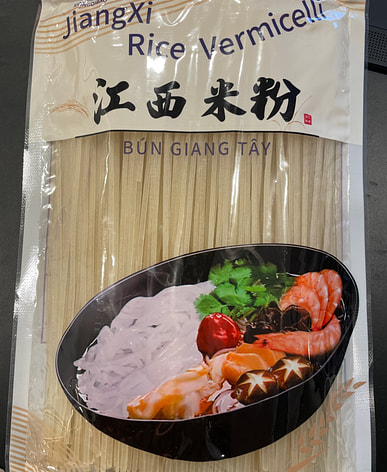 JiangXi
Rice Vermicelli
江西米粉
BÚN GIANG TÂY